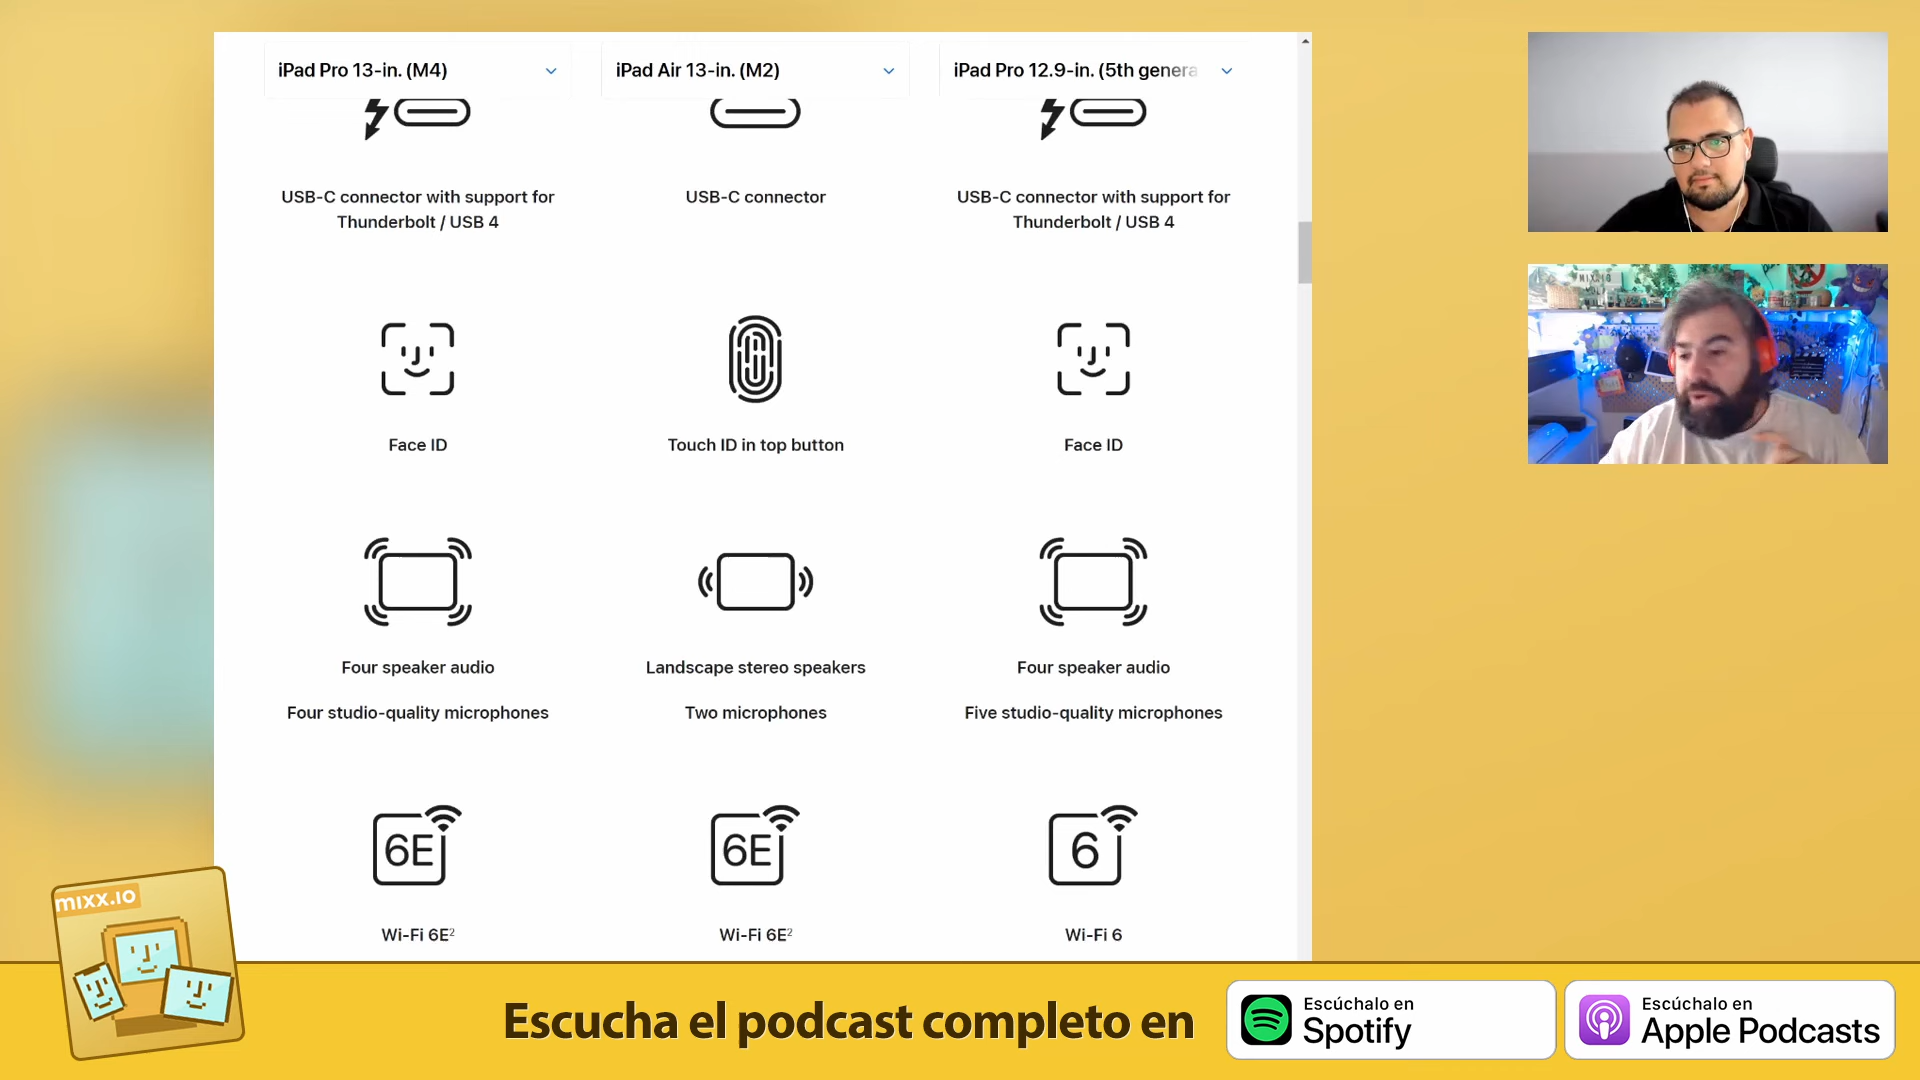 iPad Pro 13-in. (M4)
iPad Air 13-in. (M2)
iPad Pro 12.9-in. (5th genera
USB-C connector with support for
Thunderbolt / USB 4
USB-C connector
USB-C connector with support for
Thunderbolt / USB 4
Face ID
Touch ID in top button
Face ID
Four speaker audio
Landscape stereo speakers
Four speaker audio
Four studio-quality microphones
Two microphones
Five studio-quality microphones
6E
6E
6
Wi-Fi 6E²
Wi-Fi 6E²
Wi-Fi 6
mixx.io
Escucha el podcast completo en
Escúchalo en
Spotify
Escúchalo en
Apple Podcasts